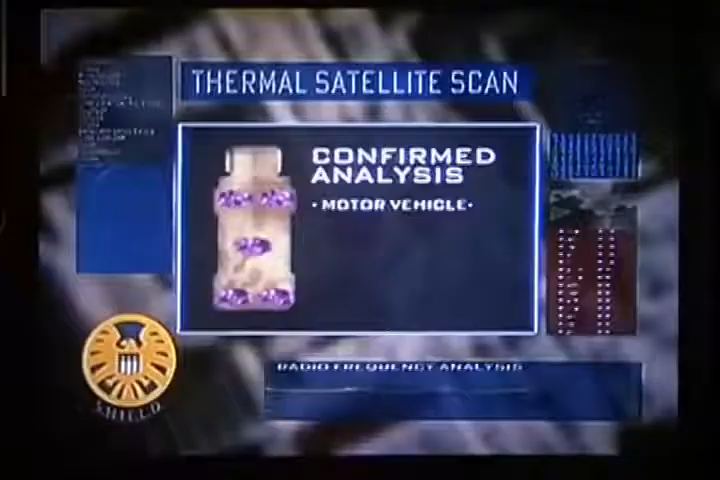 THERMAL SATELLITE SCAN
CONFIRMED
ANALYSIS
• MOTOR VEHICLE •
RADIO FREQUENCY ANALYSIS
SHIELD